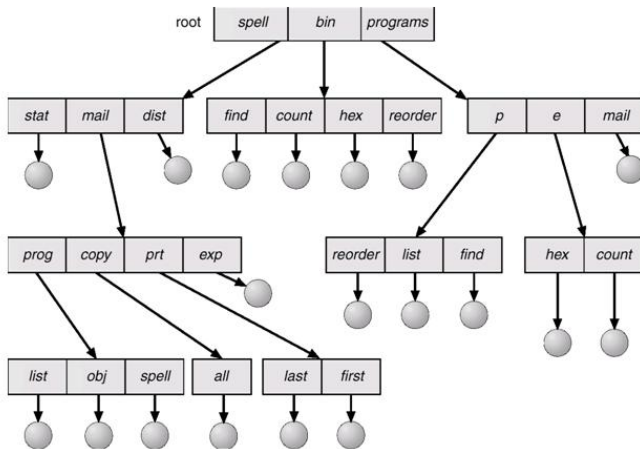 root spell bin programs
stat mail dist find count hex reorder p e mail
prog copy prt exp reorder list find hex count
list obj spell all last first